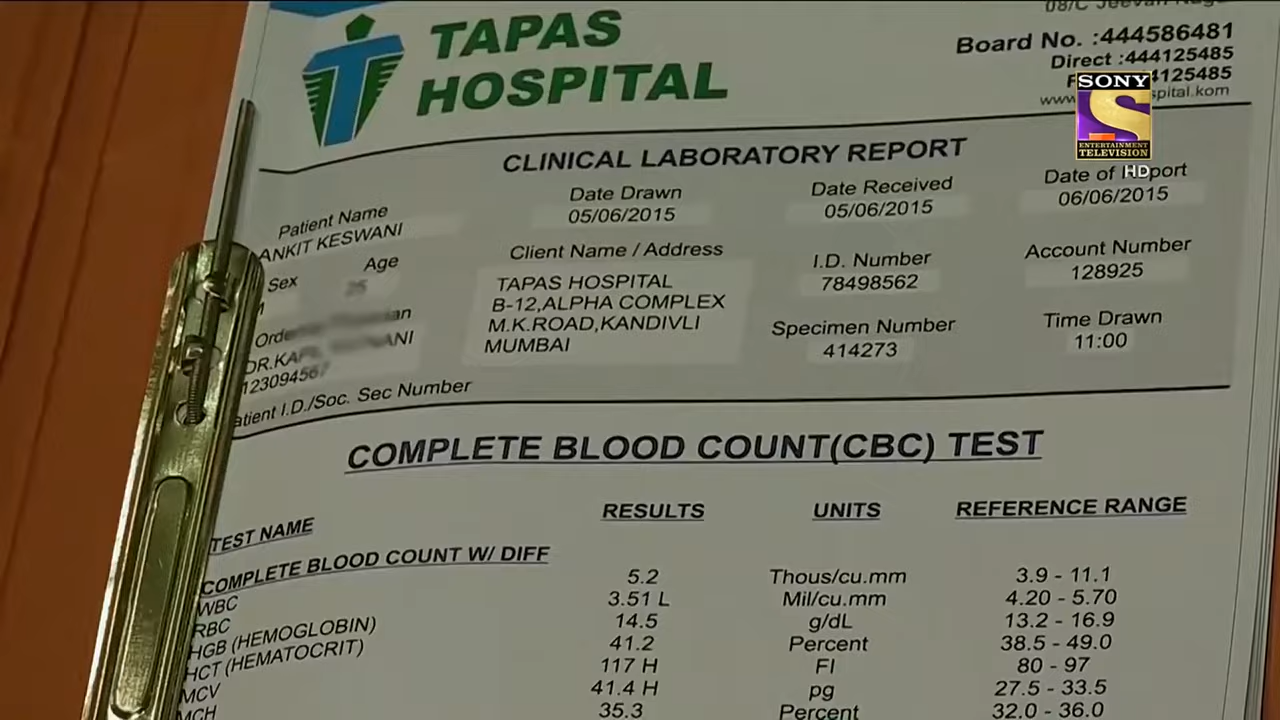 TAPAS
HOSPITAL
Board No. :444586481
Direct :444125485
4125485
www.
spital.kom
SONY
ENTERTAINMENT
TELEVISION
HD
CLINICAL LABORATORY REPORT
Patient Name
ANKIT KESWANI
Sex
Age
25
Date Drawn
05/06/2015
Date Received
05/06/2015
Date of
06/06/2015
Client Name / Address
TAPAS HOSPITAL
B-12,ALPHA COMPLEX
M.K.ROAD,KANDIVLI
MUMBAI
I.D. Number
78498562
Account Number
128925
Specimen Number
414273
Time Drawn
11:00
123094567
Patient I.D./Soc. Sec Number
COMPLETE BLOOD COUNT(CBC) TEST
TEST NAME RESULTS UNITS REFERENCE RANGE
COMPLETE BLOOD COUNT W/ DIFF
WBC 5.2 Thous/cu.mm 3.9 - 11.1
RBC 3.51 L Mil/cu.mm 4.20 - 5.70
HGB (HEMOGLOBIN) 14.5 g/dL 13.2 - 16.9
HCT (HEMATOCRIT) 41.2 Percent 38.5 - 49.0
MCV 117 H Fl 80 - 97
MCH 41.4 H pg 27.5 - 33.5
35.3 Percent 32.0 - 36.0